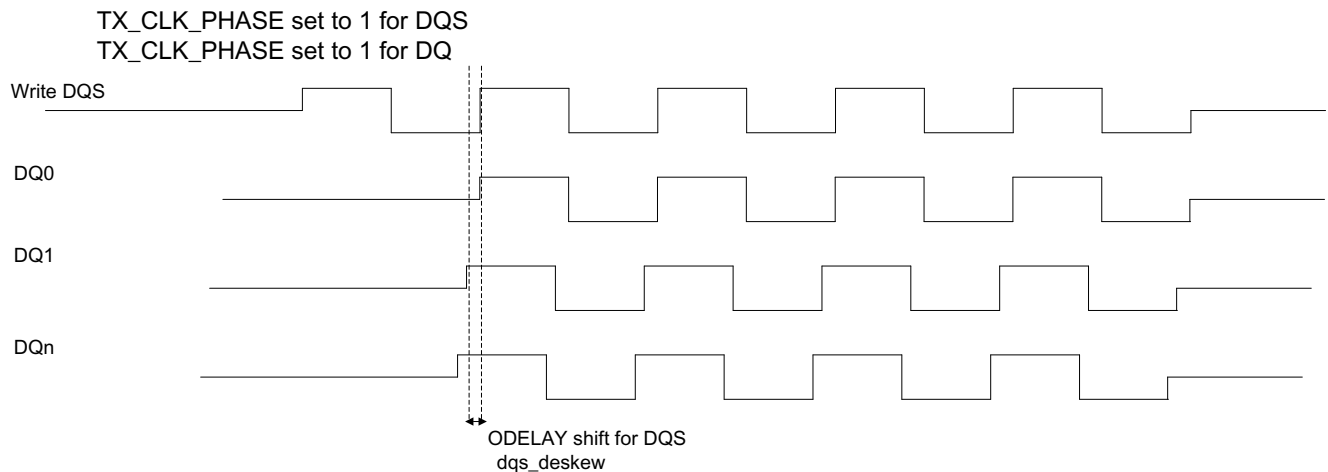 TX_CLK_PHASE set to 1 for DQS
TX_CLK_PHASE set to 1 for DQ
Write DQS
DQ0
DQ1
DQn
ODELAY shift for DQS
dqs_deskew